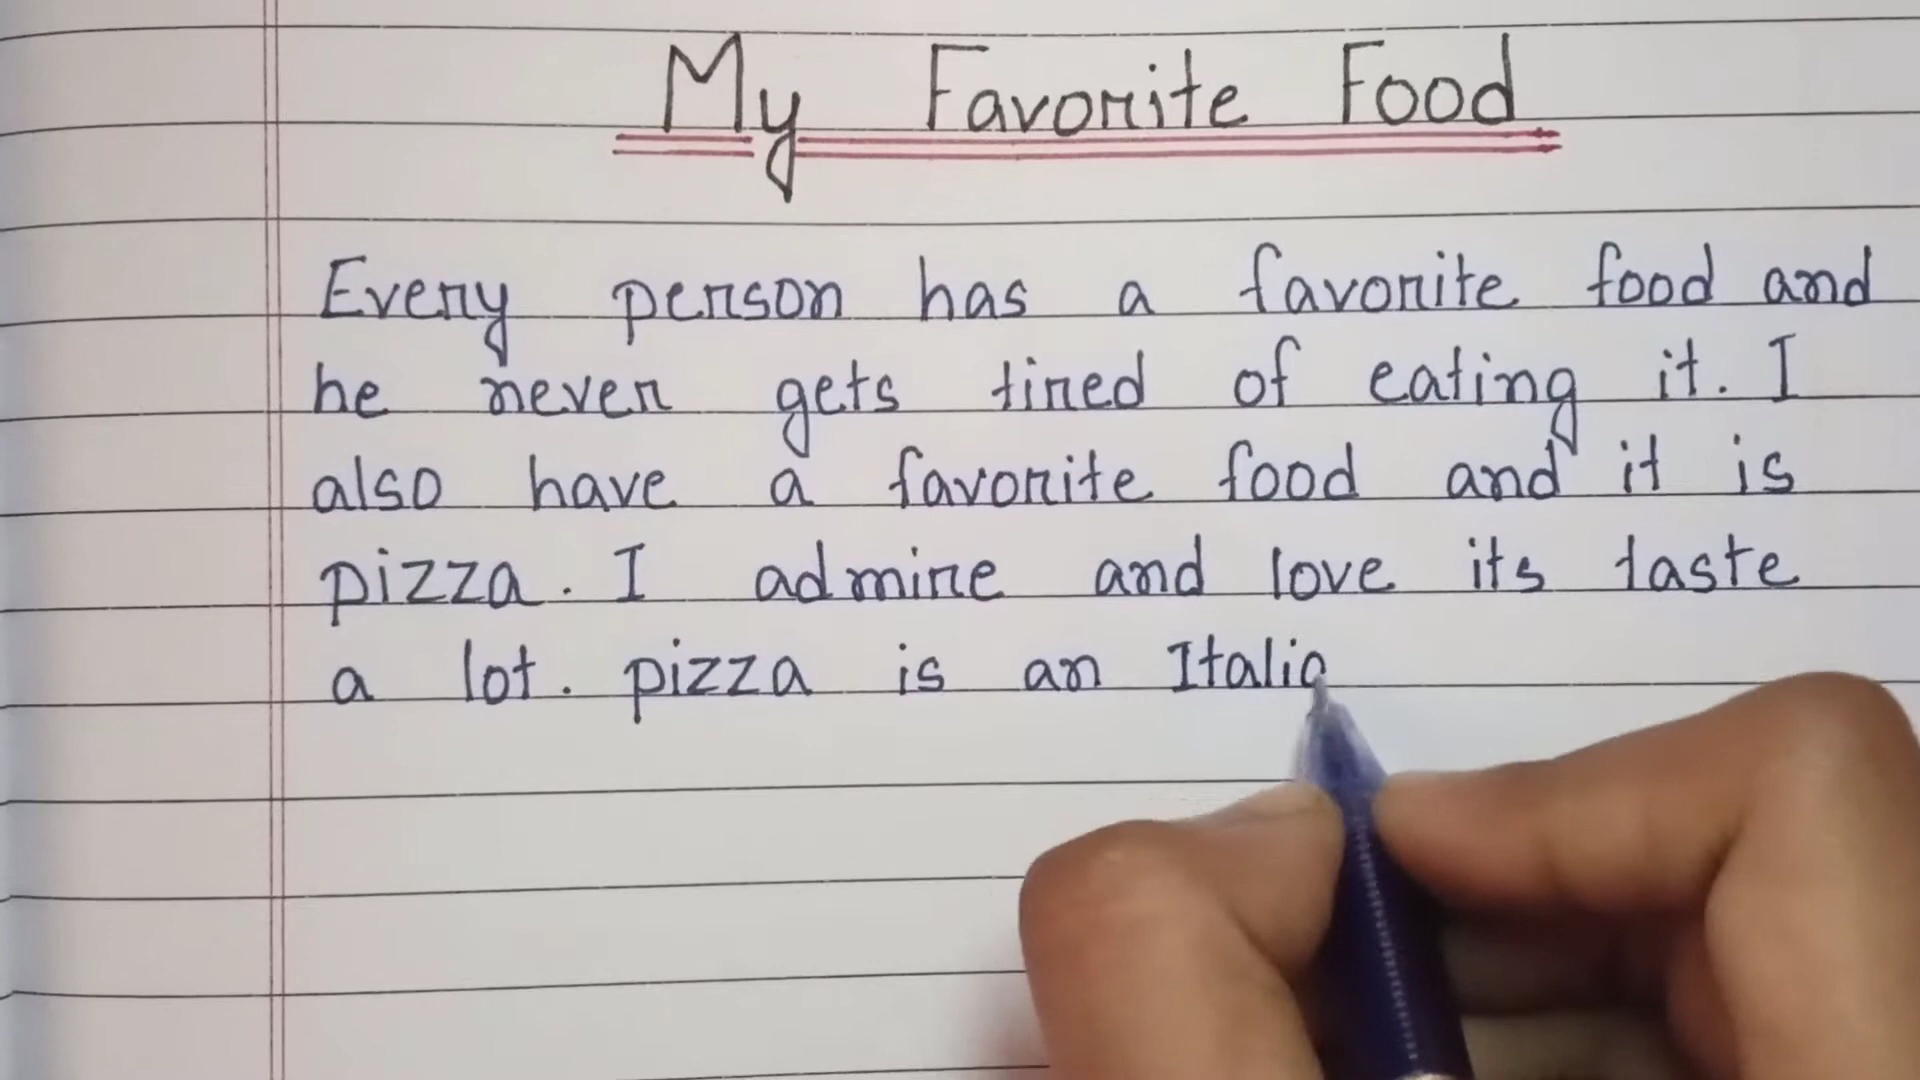 My Favorite Food
Every person has a favorite food and
he never gets tired of eating it. I
also have a favorite food and it is
pizza. I admire and love its taste
a lot. pizza is an Italia